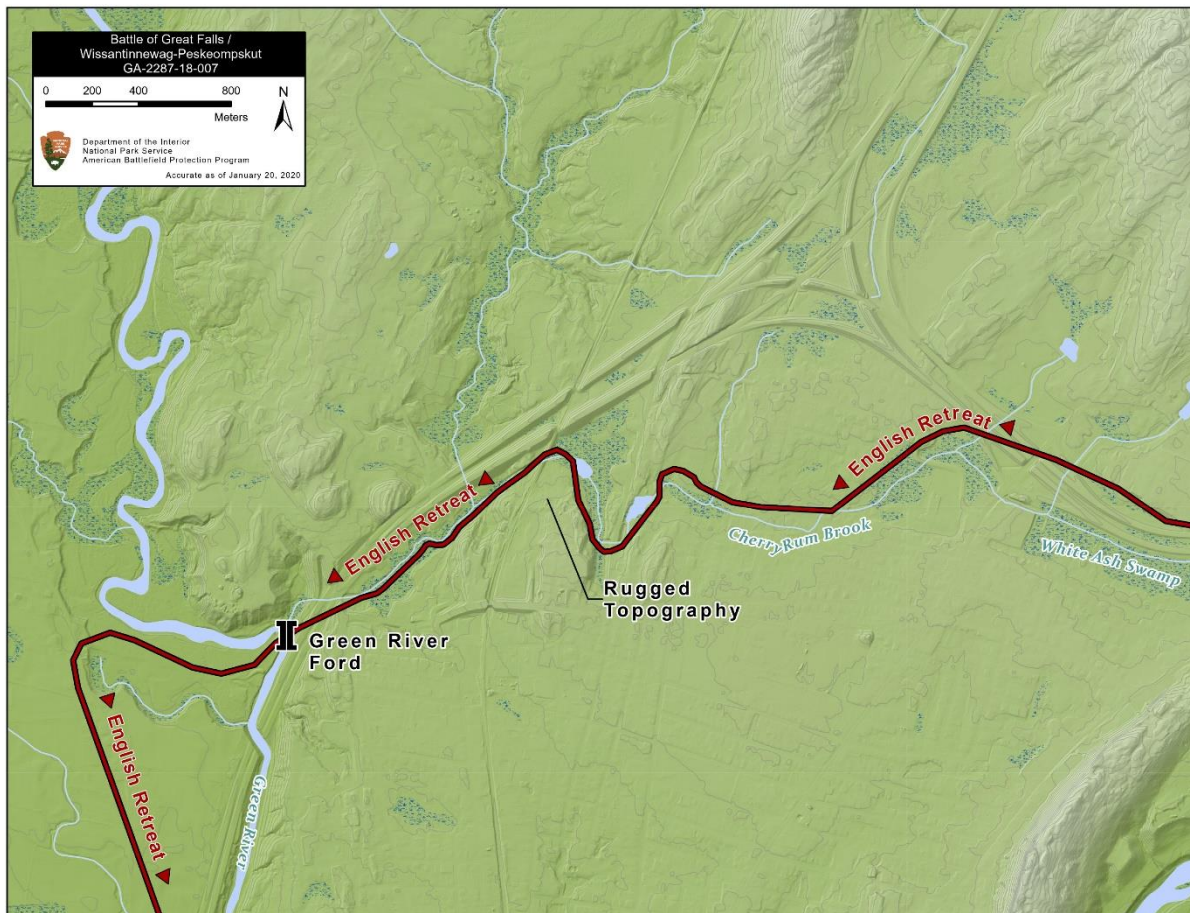 Battle of Great Falls /
Wissantinnewag-Peskeompskut
GA-2287-18-007
0 200 400 800
Meters
N
Department of the Interior
National Park Service
American Battlefield Protection Program
Accurate as of January 20, 2020
English Retreat
English Retreat
Cherry Rum Brook
White Ash Swamp
Rugged
Topography
Green River
Ford
English Retreat
Green River